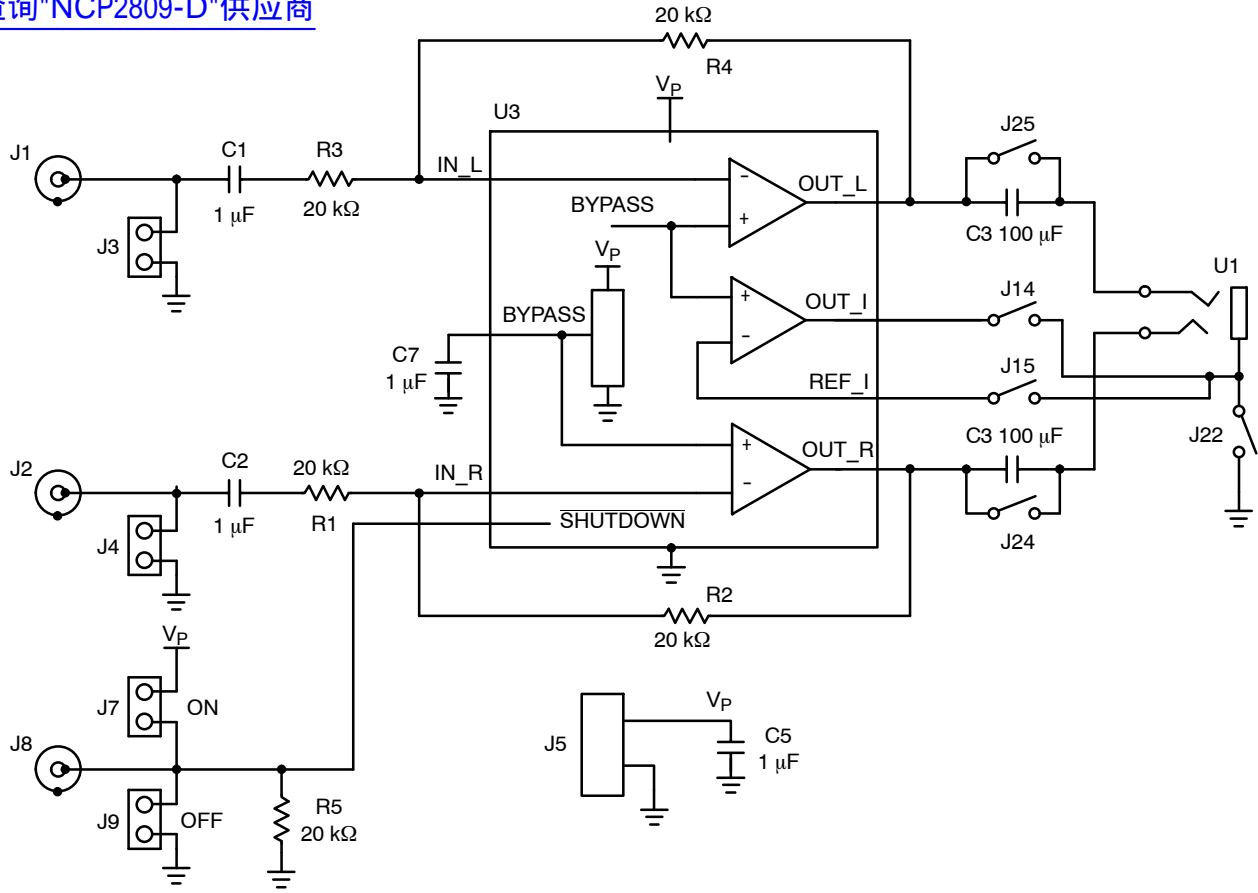 查询"NCP2809-D"供应商
20 kΩ
R4
VP
U3
J1
C1
R3
IN_L
1 μF
20 kΩ
J3
BYPASS
OUT_L
J25
C3 100 μF
VP
BYPASS
C7
1 μF
OUT_I
J14
U1
REF_I
J15
J22
J2
C2
20 kΩ
IN_R
1 μF
R1
J4
OUT_R
C3 100 μF
J24
SHUTDOWN
R2
20 kΩ
VP
J7
ON
J8
J9
OFF
R5
20 kΩ
J5
VP
C5
1 μF
- + + - + -